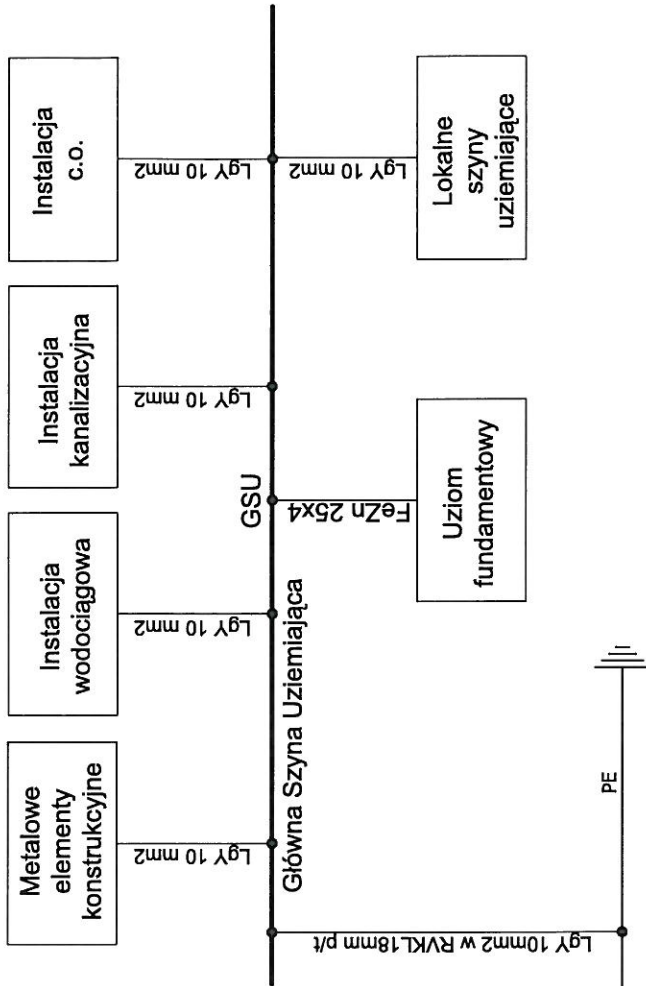 Metalowe
elementy
konstrukcyjne
Instalacja
wodociągowa
Instalacja
kanalizacyjna
Instalacja
c.o.
LgY 10 mm2
LgY 10 mm2
LgY 10 mm2
LgY 10 mm2
GSU
Główna Szyna Uziemiająca
LgY 10mm2 w RVKL18mm p/t
FeZn 25x4
LgY 10 mm2
Uziom
fundamentowy
Lokalne
szyny
uziemiające
PE